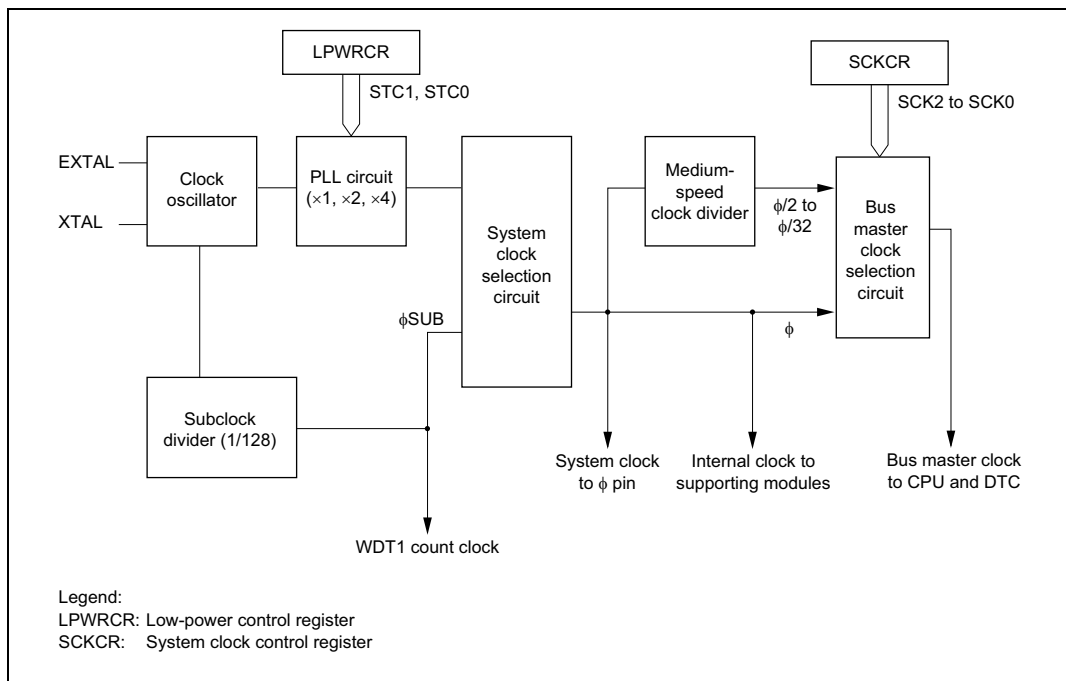 LPWRCR
STC1, STC0
SCKCR
SCK2 to SCK0
EXTAL
XTAL
Clock
oscillator
PLL circuit
(×1, ×2, ×4)
System
clock
selection
circuit
Medium-
speed
clock divider
ϕ/2 to
ϕ/32
Bus
master
clock
selection
circuit
ϕSUB
ϕ
Subclock
divider (1/128)
System clock
to ϕ pin
Internal clock to
supporting modules
Bus master clock
to CPU and DTC
WDT1 count clock
Legend:
LPWRCR: Low-power control register
SCKCR: System clock control register